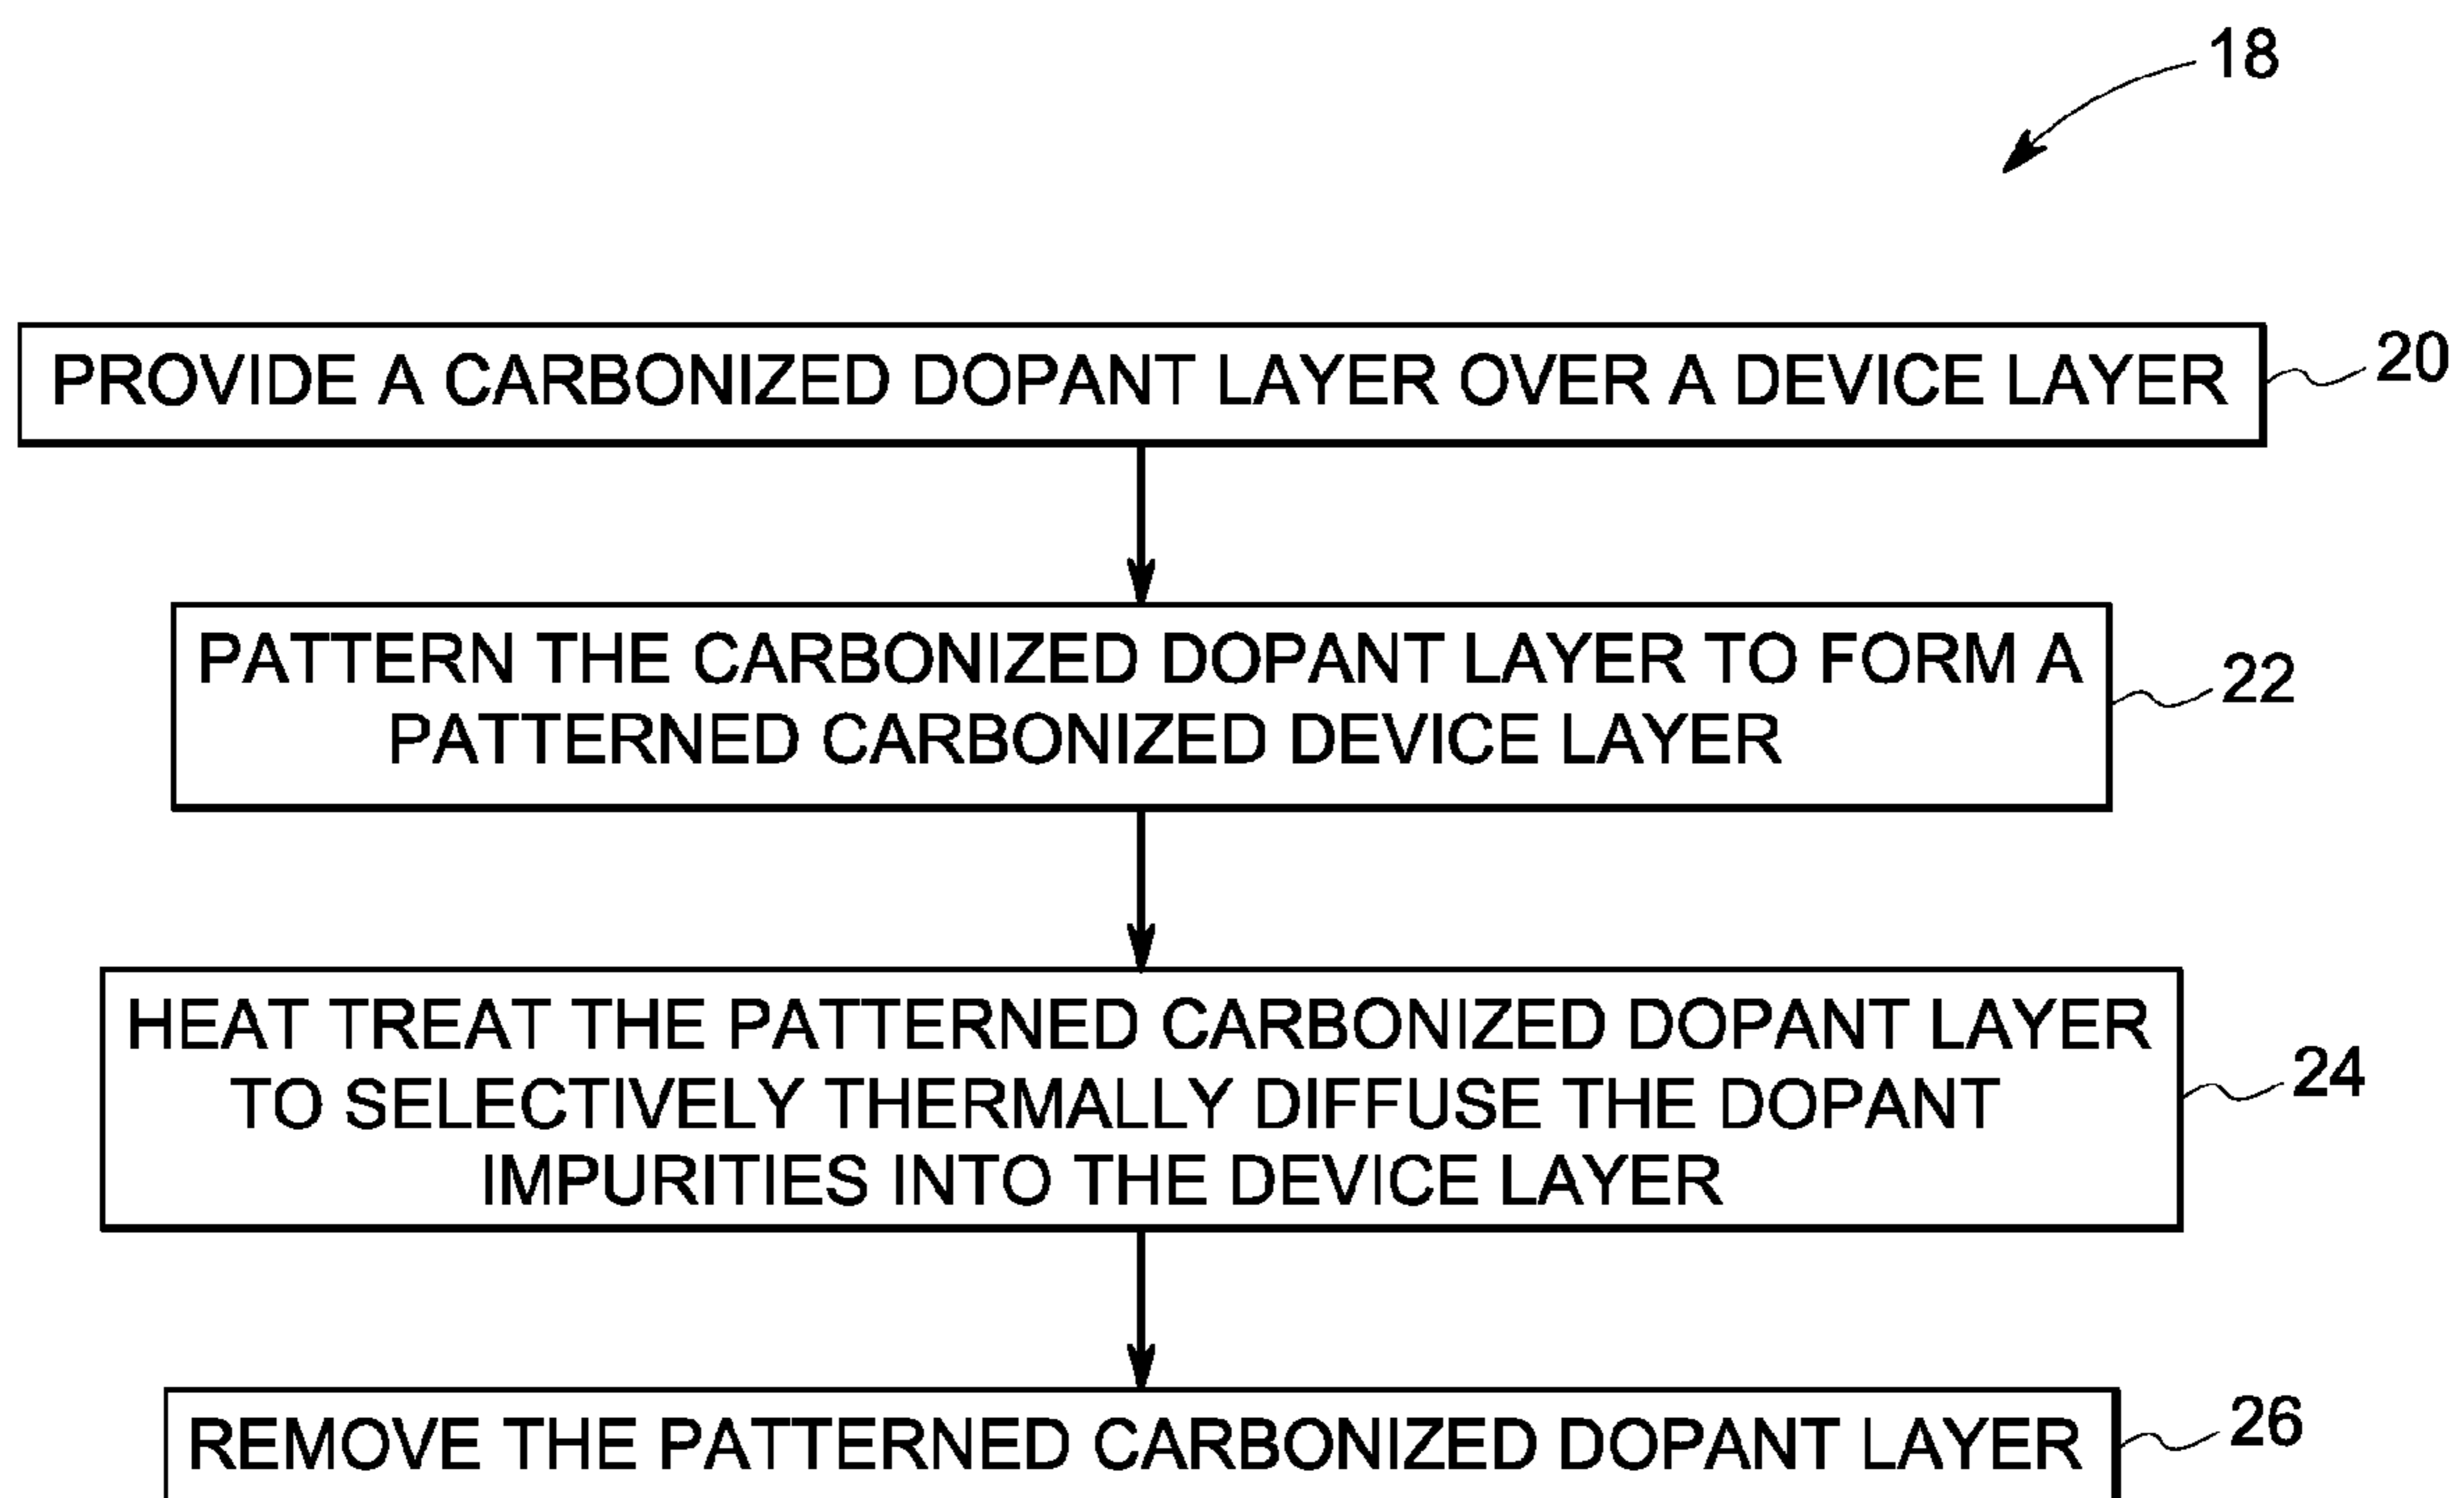 18
PROVIDE A CARBONIZED DOPANT LAYER OVER A DEVICE LAYER
20
PATTERN THE CARBONIZED DOPANT LAYER TO FORM A
PATTERNED CARBONIZED DEVICE LAYER
22
HEAT TREAT THE PATTERNED CARBONIZED DOPANT LAYER
TO SELECTIVELY THERMALLY DIFFUSE THE DOPANT
IMPURITIES INTO THE DEVICE LAYER
24
REMOVE THE PATTERNED CARBONIZED DOPANT LAYER
26